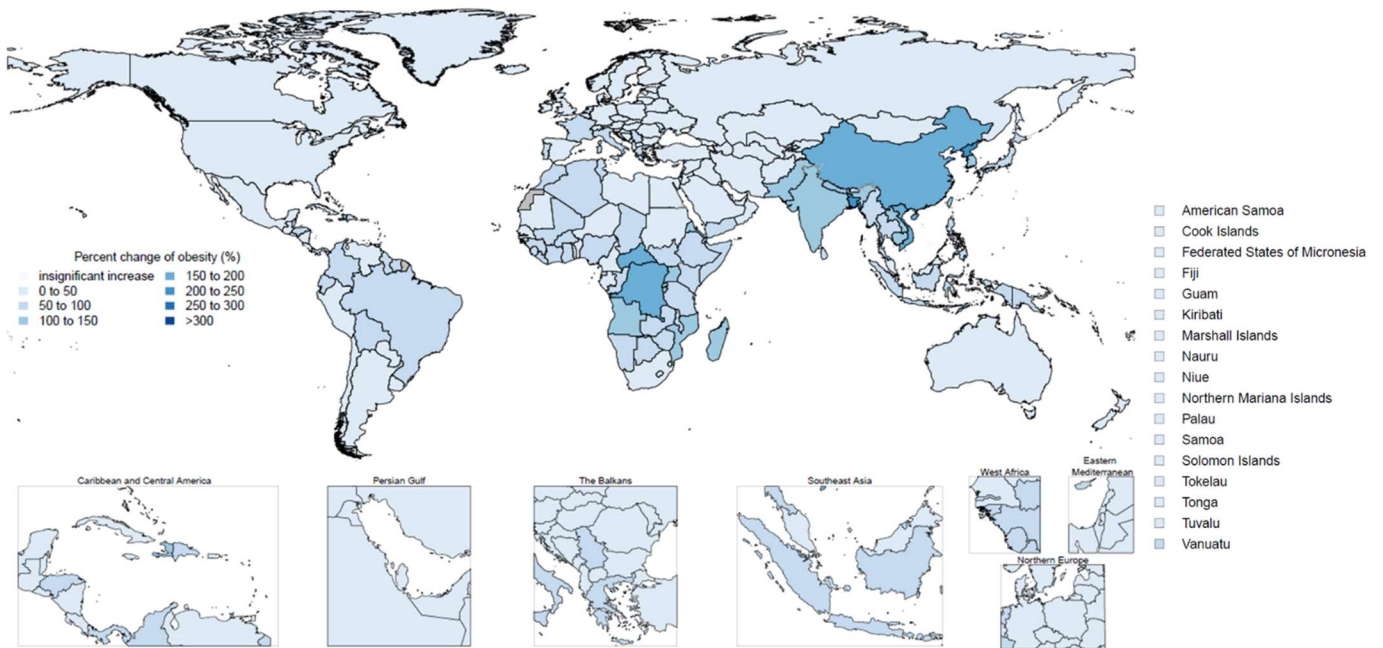 Percent change of obesity (%)
insignificant increase
0 to 50
50 to 100
100 to 150
150 to 200
200 to 250
250 to 300
>300
American Samoa
Cook Islands
Federated States of Micronesia
Fiji
Guam
Kiribati
Marshall Islands
Nauru
Niue
Northern Mariana Islands
Palau
Samoa
Solomon Islands
Tokelau
Tonga
Tuvalu
Vanuatu
Caribbean and Central America
Persian Gulf
The Balkans
Southeast Asia
West Africa
Eastern
Mediterranean
Northern Europe